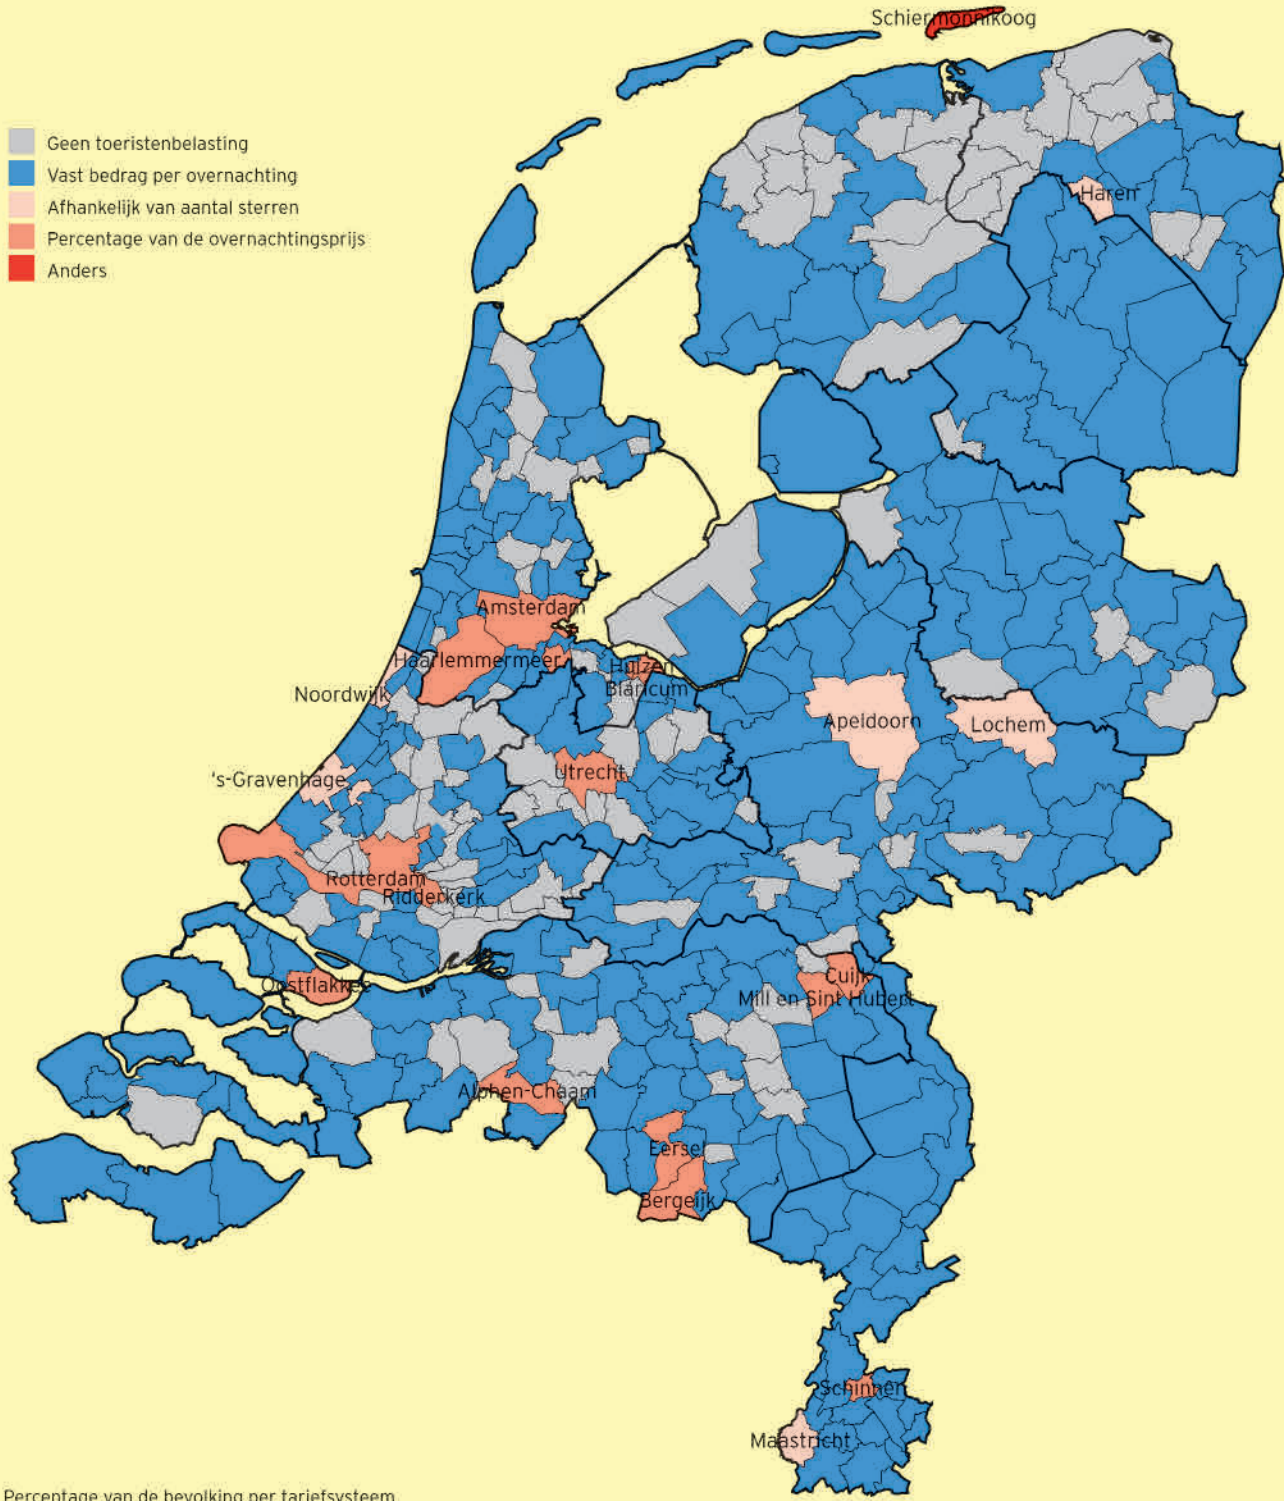 Schiermonnikoog
Geen toeristenbelasting
Vast bedrag per overnachting
Afhankelijk van aantal sterren
Percentage van de overnachtingsprijs
Anders
Haren
Amsterdam
Haarlemmermeer
Huizen
Blaricum
Noordwijk
Apeldoorn
Lochem
's-Gravenhage
Utrecht
Rotterdam
Ridderkerk
Oostflakkee
Cuijk
Mill en Sint Hubert
Alphen-Chaam
Eersel
Bergeijk
Schinnen
Maastricht
Percentage van de bevolking per tariefsysteem